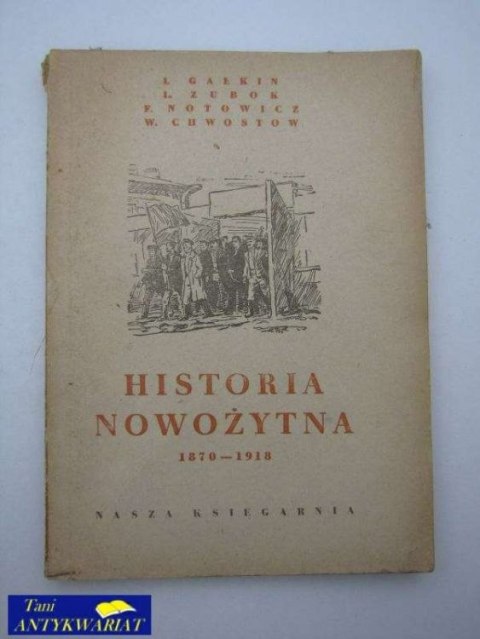 I. GAŁKIN
L. ZUBOK
F. NOTOWICZ
W. CHWOSTOW
HISTORIA
NOWOŻYTNA
1870—1918
NASZA KSIĘGARNIA
Tani
ANTYKWARIAT